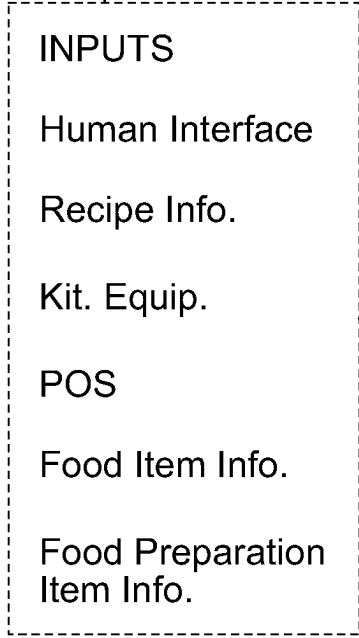 INPUTS
Human Interface
Recipe Info.
Kit. Equip.
POS
Food Item Info.
Food Preparation
Item Info.